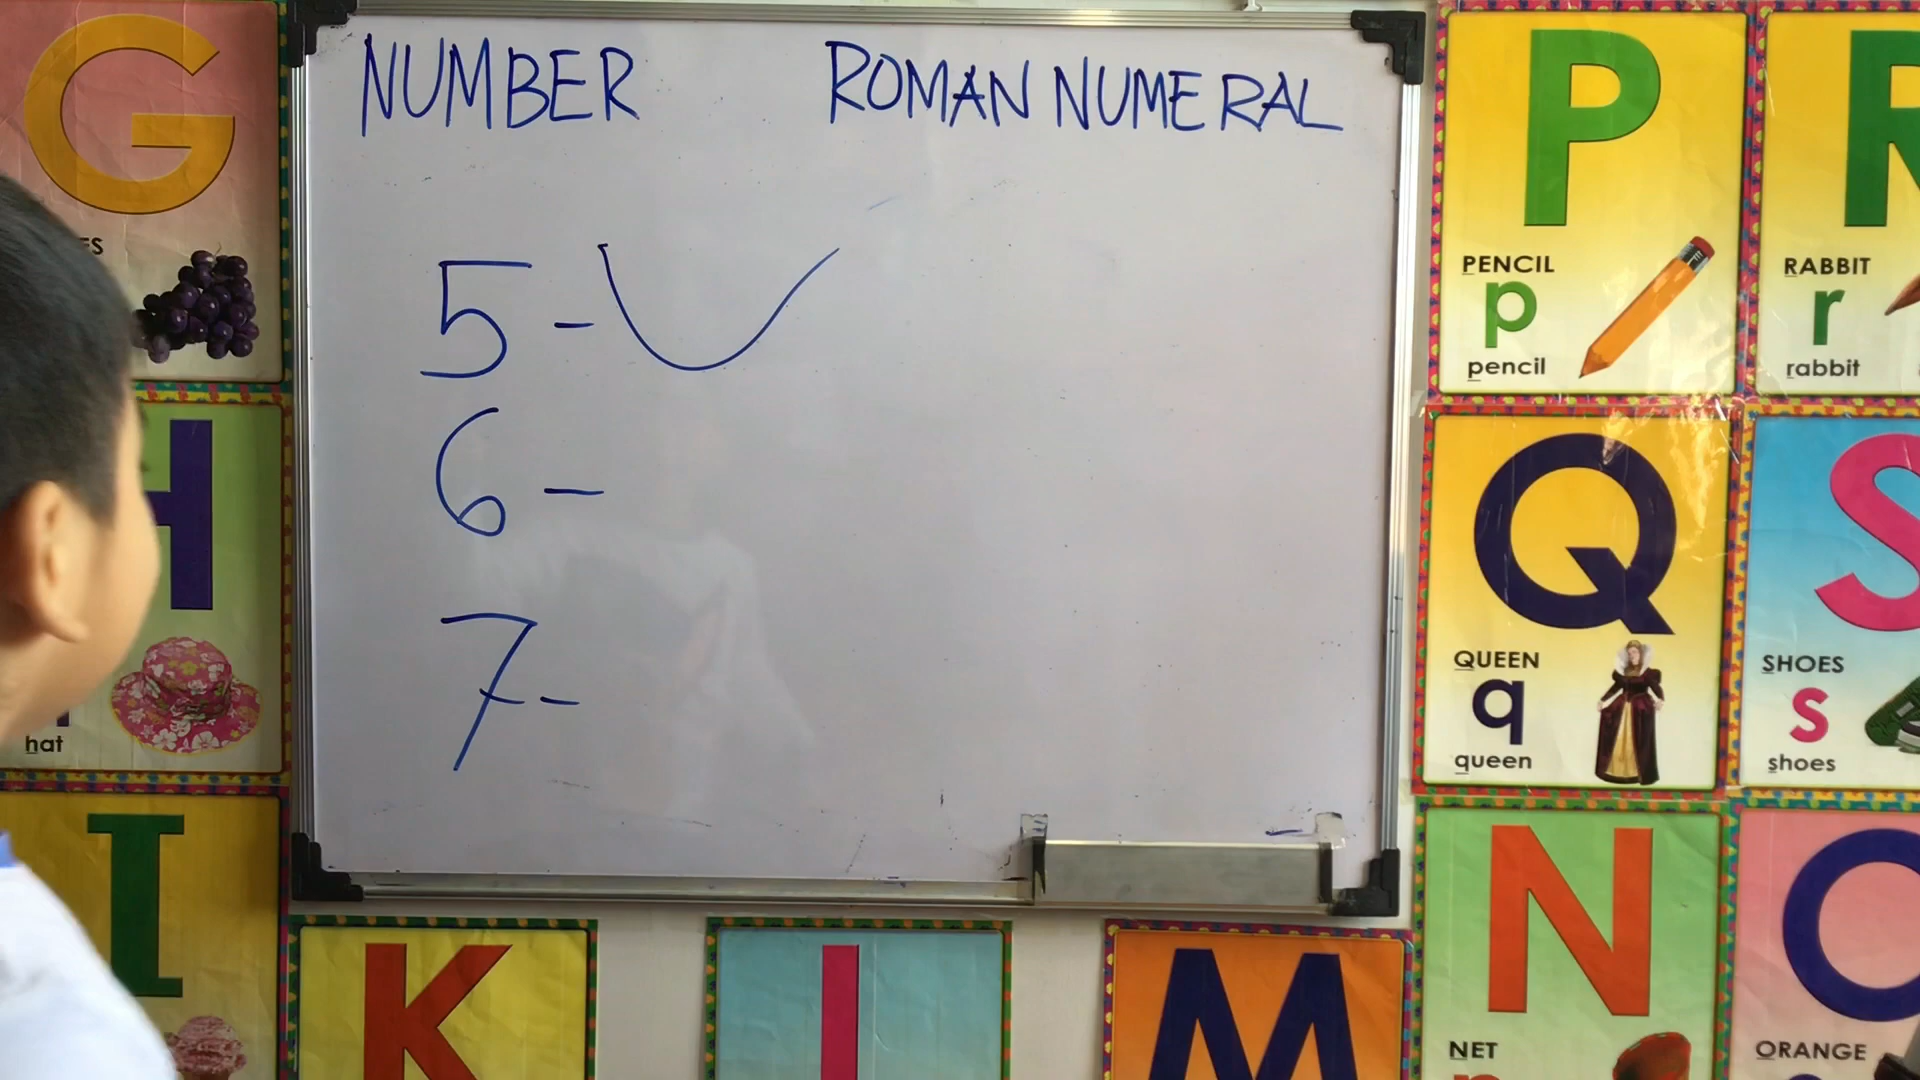 NUMBER ROMAN NUMERAL
5 - V
6 -
7 -
G
H
hat
I
K
M
P
PENCIL
p
pencil
R
RABBIT
r
rabbit
Q
QUEEN
q
queen
S
SHOES
s
shoes
N
NET
O
ORANGE